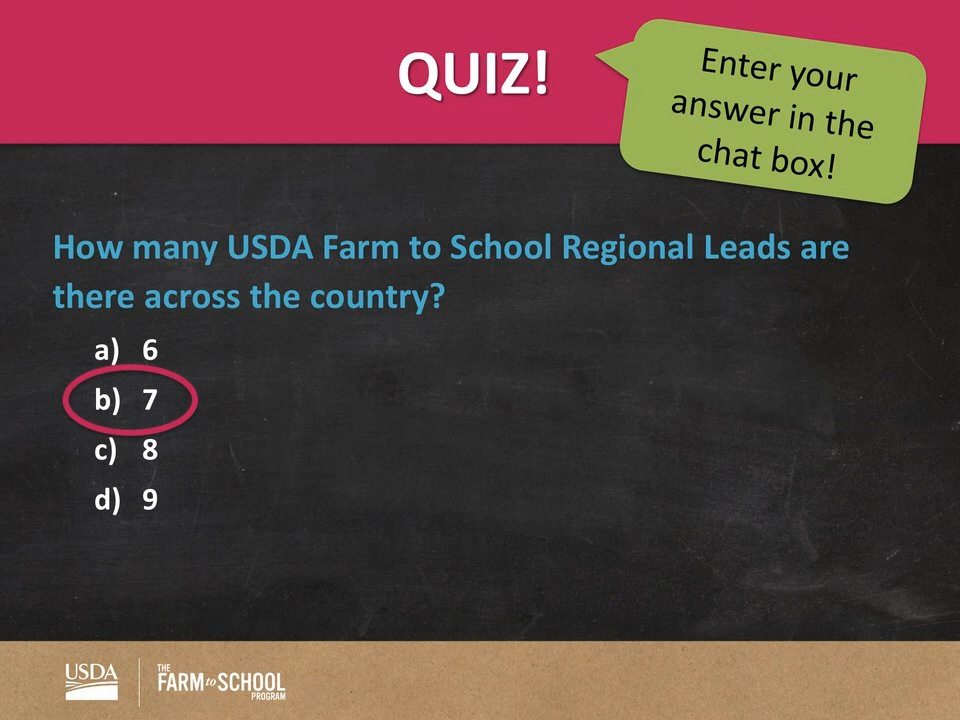 QUIZ!
Enter your
answer in the
chat box!
How many USDA Farm to School Regional Leads are
there across the country?
a) 6
b) 7
c) 8
d) 9
USDA
THE
FARM to SCHOOL
PROGRAM